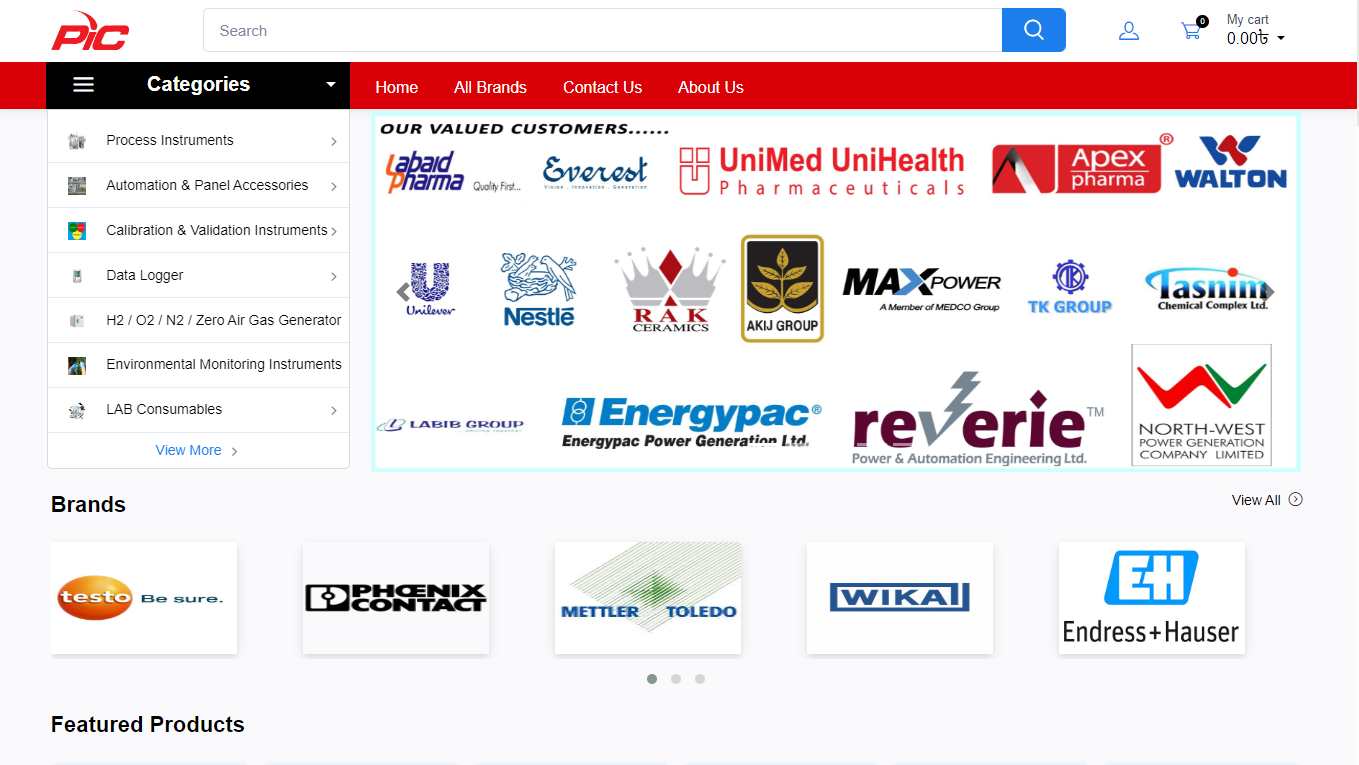 PiC
Search
0
My cart
0.00৳
Categories
Home
All Brands
Contact Us
About Us
Process Instruments
Automation & Panel Accessories
Calibration & Validation Instruments
Data Logger
H2 / O2 / N2 / Zero Air Gas Generator
Environmental Monitoring Instruments
LAB Consumables
View More
OUR VALUED CUSTOMERS......
Labaid
Pharma
Quality First...
Everest
Vision . Innovation . Generation
UniMed UniHealth
Pharmaceuticals
Apex
pharma
®
WALTON
Unilever
Nestlé
RAK
CERAMICS
AKIJ GROUP
MAXPOWER
A Member of MEDCO Group
TK
TK GROUP
Tasnim
Chemical Complex Ltd.
LABIB GROUP
Energypac®
Energypac Power Generation Ltd.
reverie™
Power & Automation Engineering Ltd.
NORTH-WEST
POWER GENERATION
COMPANY LIMITED
Brands
View All
testo
Be sure.
PHŒNIX
CONTACT
METTLER TOLEDO
WIKA
EH
Endress+Hauser
Featured Products